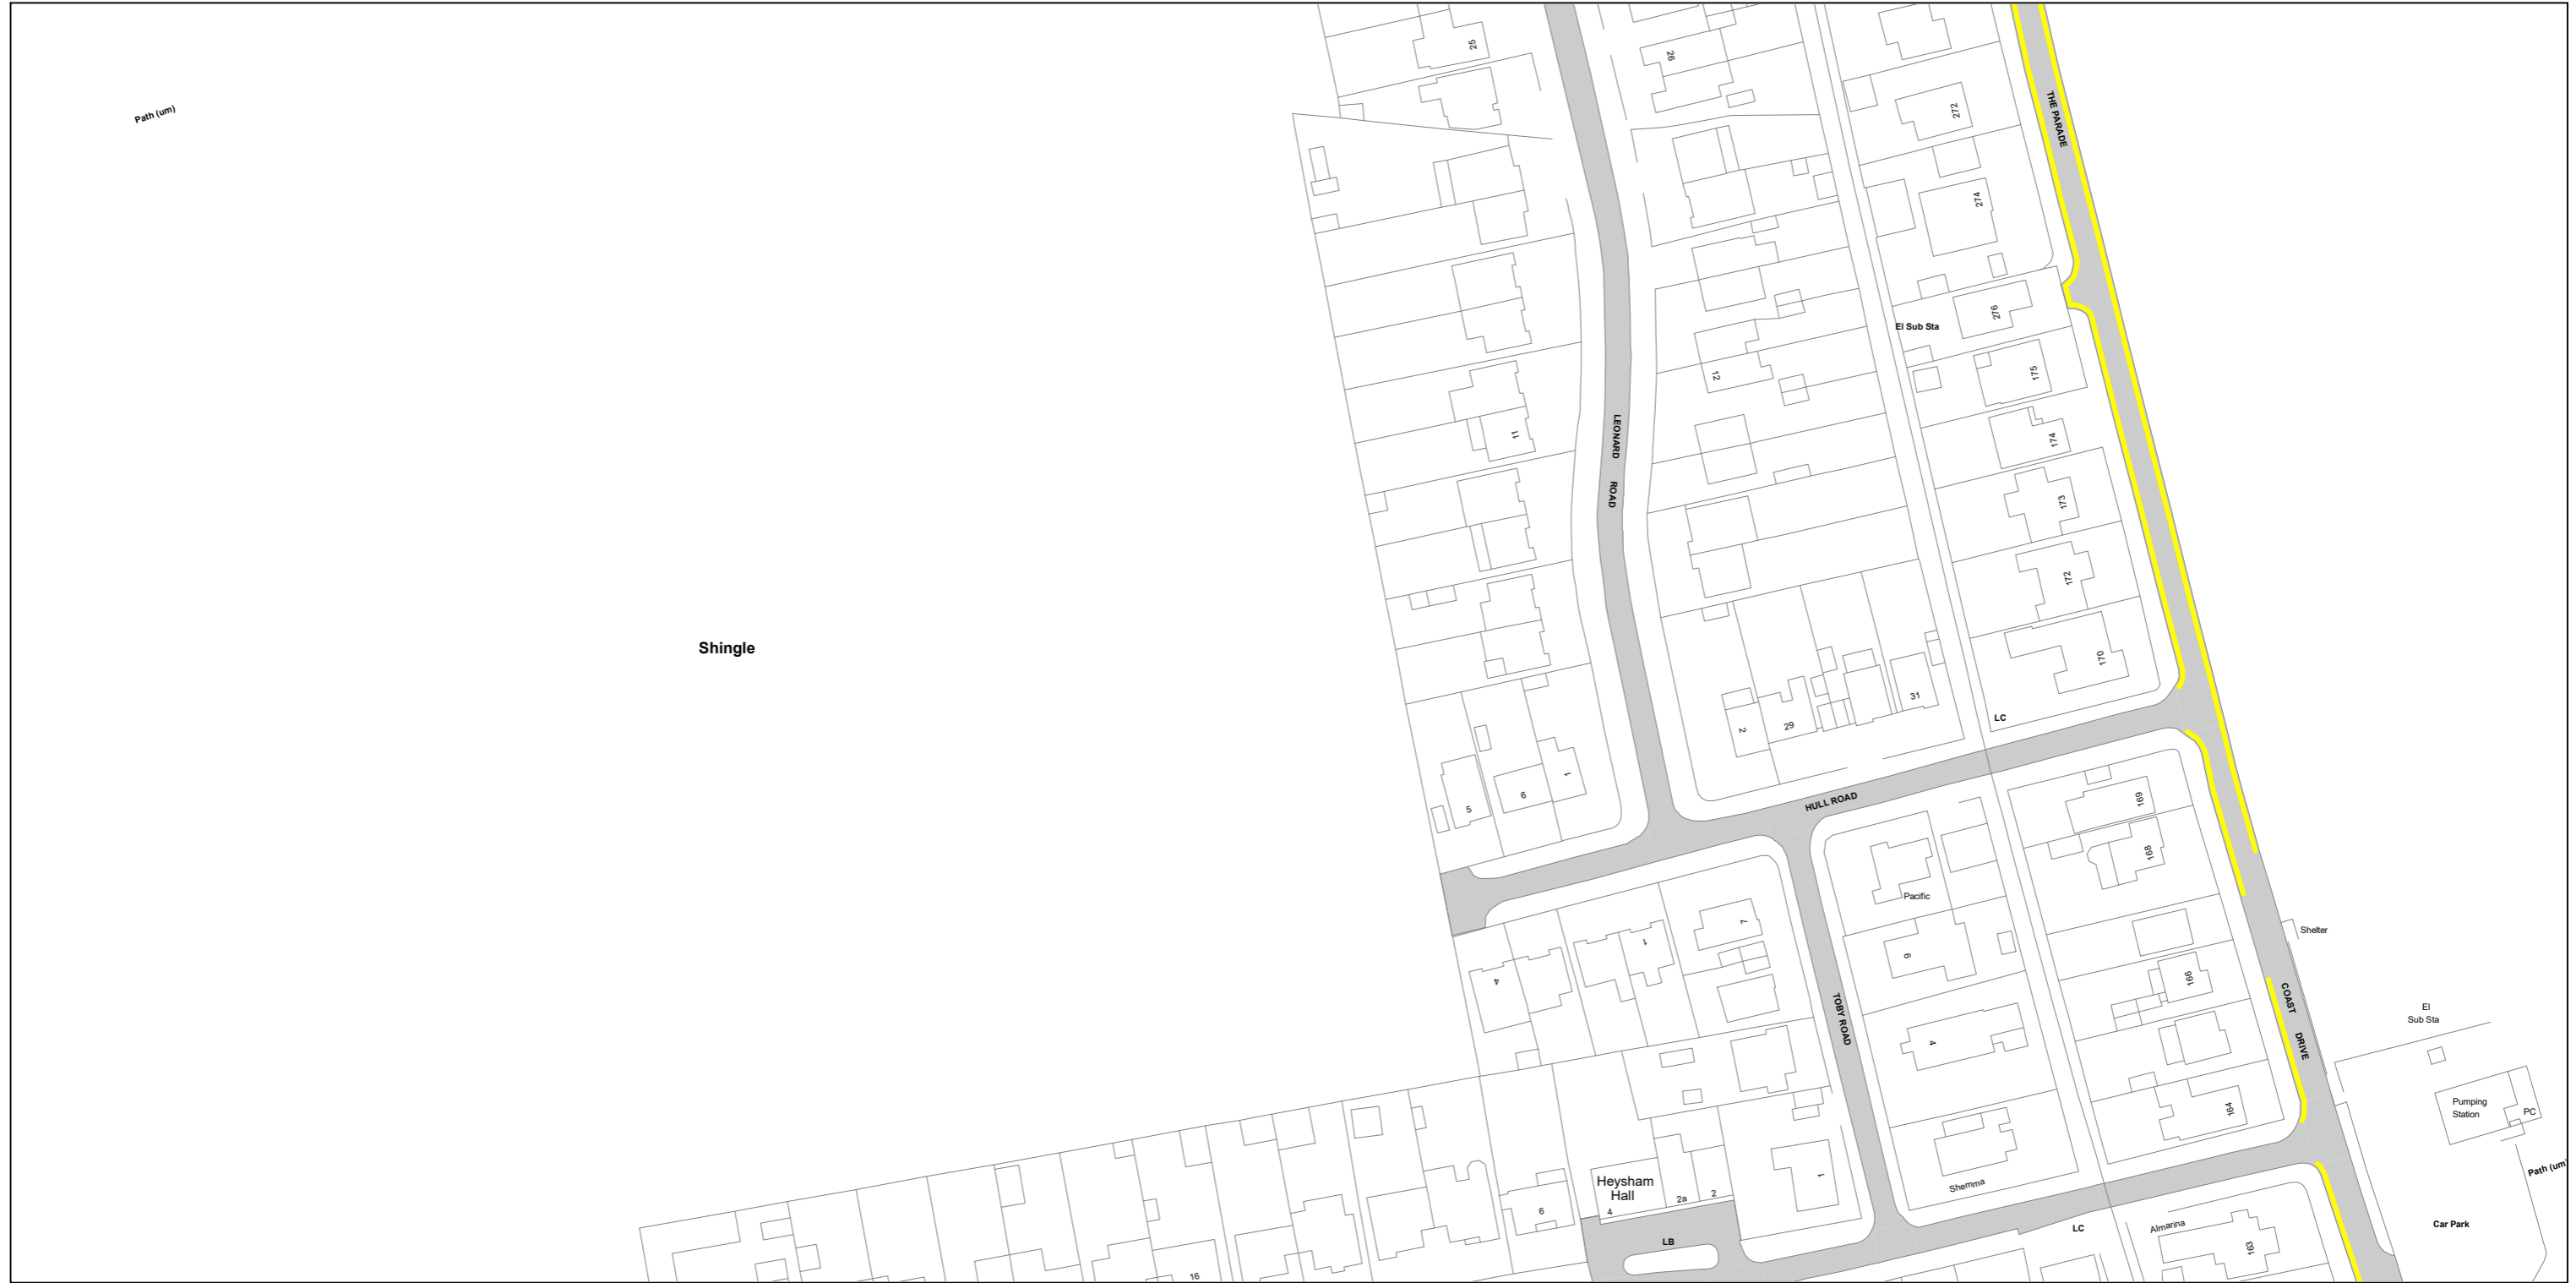 25
26
Path (um)
THE PARADE
272
274
276
El Sub Sta
175
12
11
LEONARD ROAD
174
173
172
Shingle
170
31
LC
2
29
1
6
5
HULL ROAD
169
168
Pacific
7
1
4
6
Shelter
166
COAST DRIVE
TOBY ROAD
4
El
Sub Sta
164
Pumping
Station
PC
Path (um)
Shemma
1
Heysham
Hall
4
2a
2
6
LB
LC
Almarina
163
Car Park
16